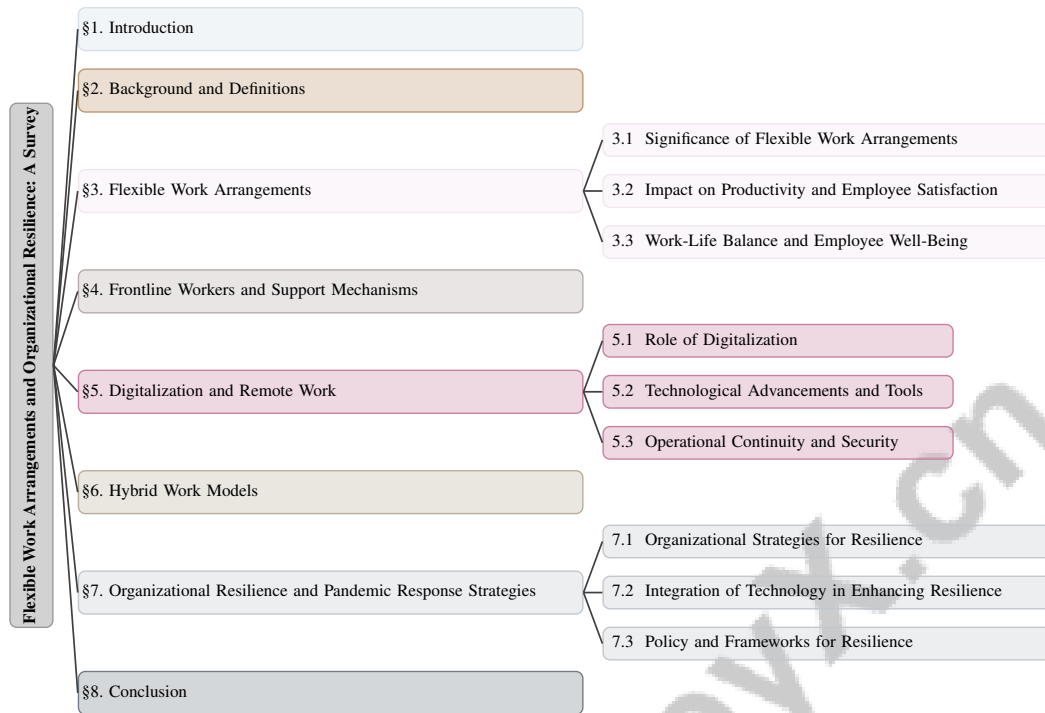 Flexible Work Arrangements and Organizational Resilience: A Survey
§1. Introduction
§2. Background and Definitions
§3. Flexible Work Arrangements
3.1 Significance of Flexible Work Arrangements
3.2 Impact on Productivity and Employee Satisfaction
3.3 Work-Life Balance and Employee Well-Being
§4. Frontline Workers and Support Mechanisms
§5. Digitalization and Remote Work
5.1 Role of Digitalization
5.2 Technological Advancements and Tools
5.3 Operational Continuity and Security
§6. Hybrid Work Models
§7. Organizational Resilience and Pandemic Response Strategies
7.1 Organizational Strategies for Resilience
7.2 Integration of Technology in Enhancing Resilience
7.3 Policy and Frameworks for Resilience
§8. Conclusion